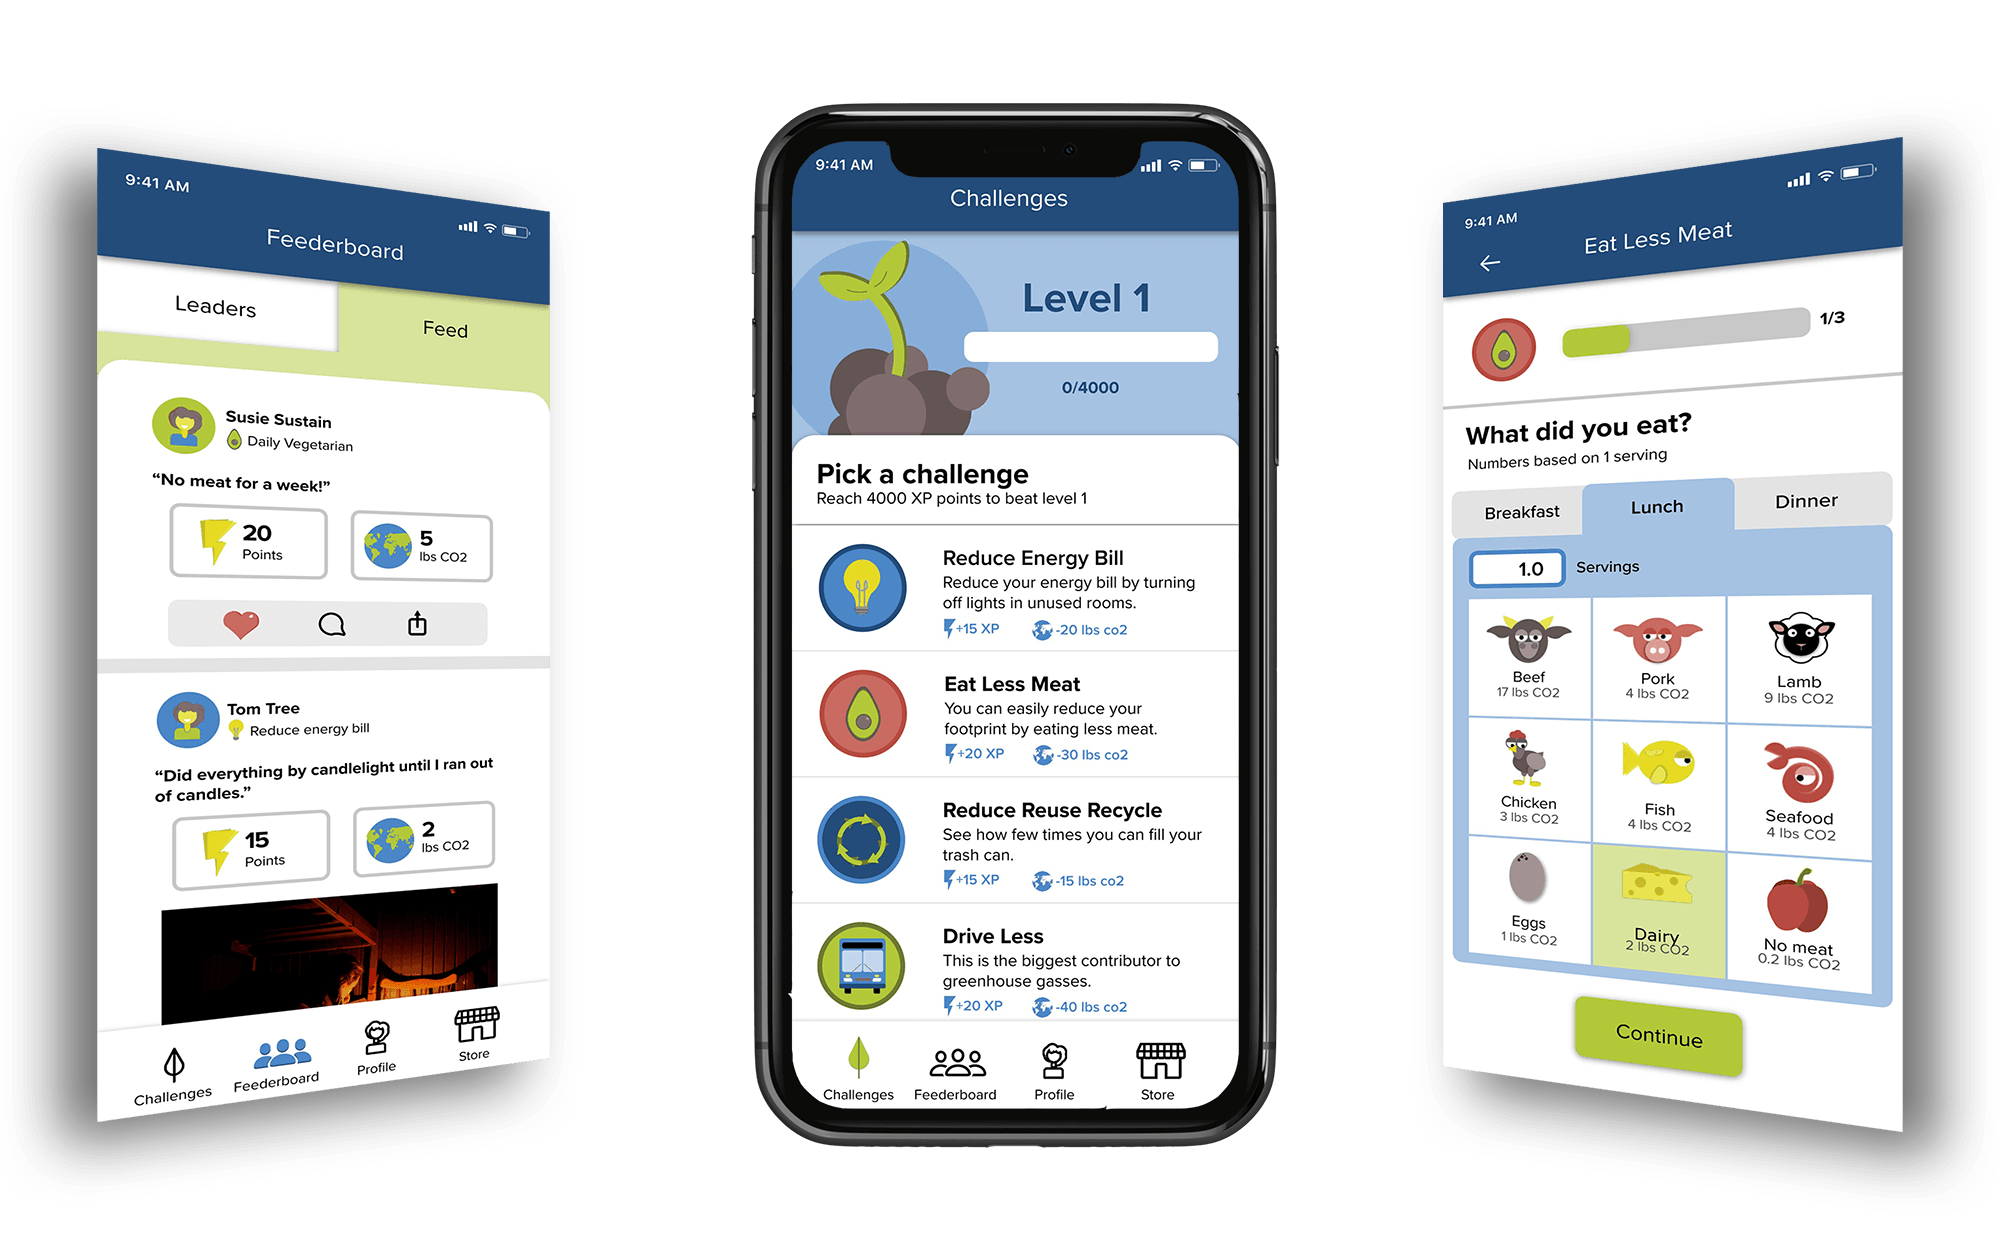 9:41 AM
Feederboard
Leaders
Feed
Susie Sustain
Daily Vegetarian
“No meat for a week!”
20
Points
5
lbs CO2
Tom Tree
Reduce energy bill
“Did everything by candlelight until I ran out
of candles.”
15
Points
2
lbs CO2
Challenges
Feederboard
Profile
Store
9:41 AM
Challenges
Level 1
0/4000
Pick a challenge
Reach 4000 XP points to beat level 1
Reduce Energy Bill
Reduce your energy bill by turning
off lights in unused rooms.
+15 XP
-20 lbs co2
Eat Less Meat
You can easily reduce your
footprint by eating less meat.
+20 XP
-30 lbs co2
Reduce Reuse Recycle
See how few times you can fill your
trash can.
+15 XP
-15 lbs co2
Drive Less
This is the biggest contributor to
greenhouse gasses.
+20 XP
-40 lbs co2
Challenges
Feederboard
Profile
Store
9:41 AM
Eat Less Meat
1/3
What did you eat?
Numbers based on 1 serving
Breakfast
Lunch
Dinner
1.0
Servings
Beef
17 lbs CO2
Pork
4 lbs CO2
Lamb
9 lbs CO2
Chicken
3 lbs CO2
Fish
4 lbs CO2
Seafood
4 lbs CO2
Eggs
1 lbs CO2
Dairy
2 lbs CO2
No meat
0.2 lbs CO2
Continue